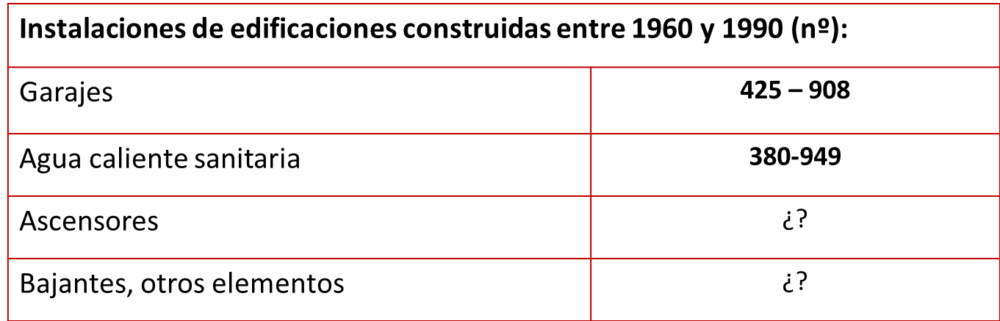 Instalaciones de edificaciones construidas entre 1960 y 1990 (nº):
Garajes 425 – 908
Agua caliente sanitaria 380-949
Ascensores ¿?
Bajantes, otros elementos ¿?